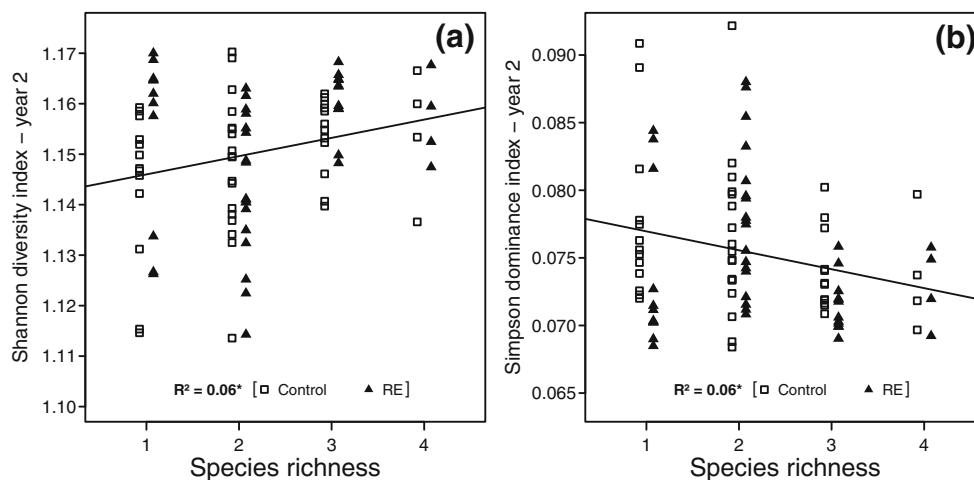 (a)
Shannon diversity index – year 2
1.17
1.16
1.15
1.14
1.13
1.12
1.11
1.10
R² = 0.06* [ Control RE ]
1 2 3 4
Species richness
(b)
Simpson dominance index – year 2
0.090
0.085
0.080
0.075
0.070
0.065
R² = 0.06* [ Control RE ]
1 2 3 4
Species richness